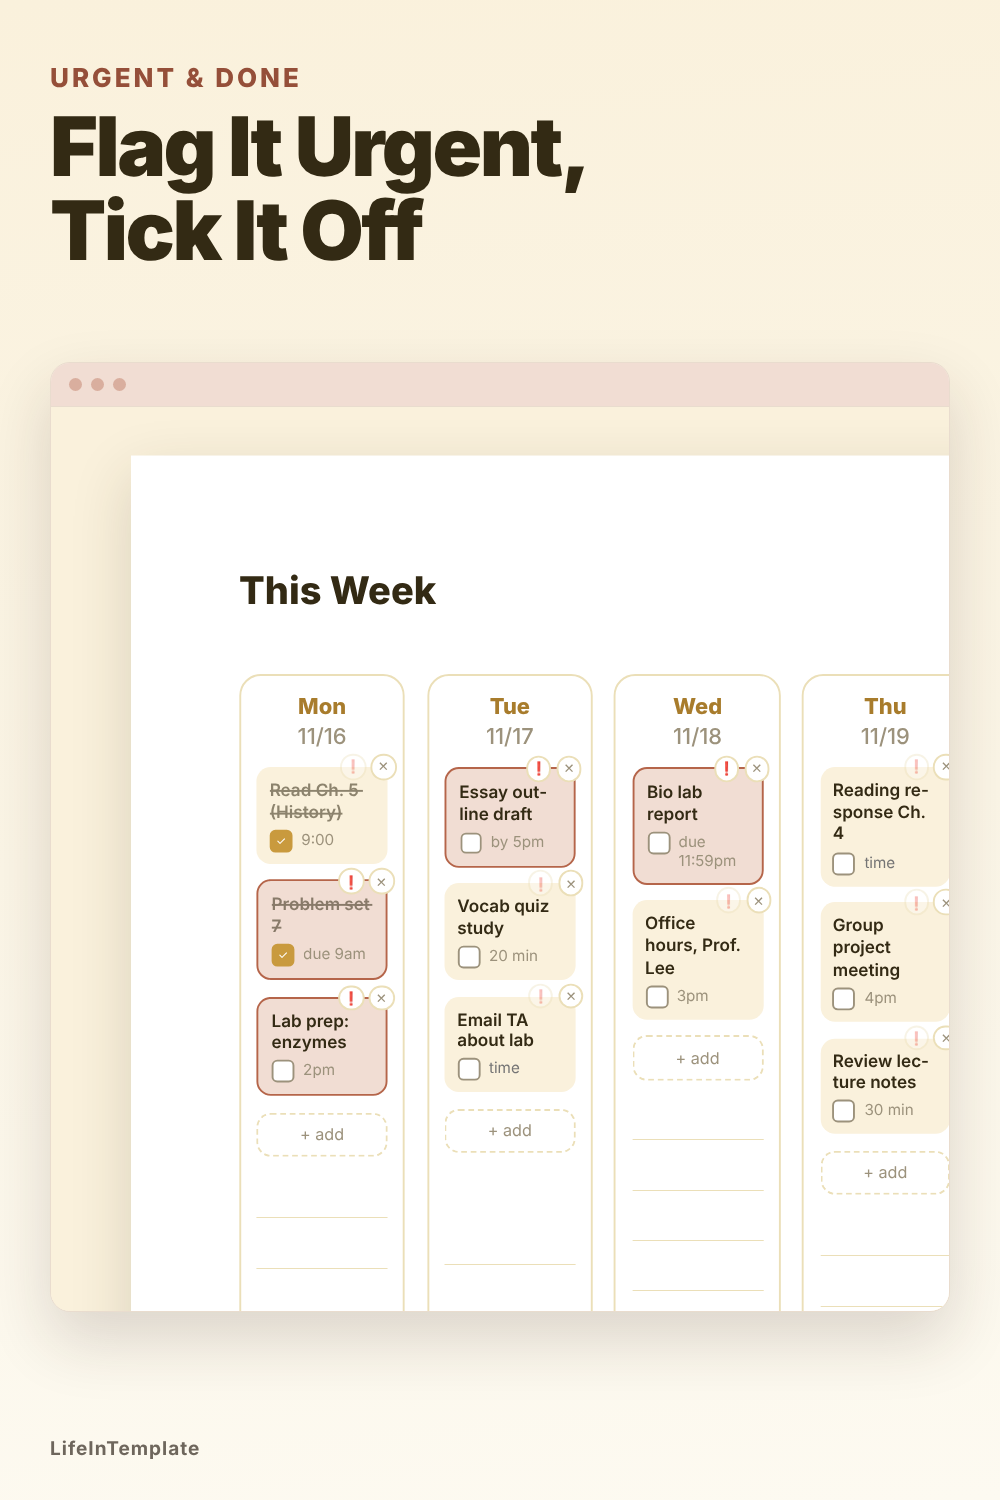 URGENT & DONE
Flag It Urgent,
Tick It Off
This Week
Mon
11/16
❗ ✕
Read Ch. 5
(History)
✓ 9:00
❗ ✕
Problem set
7
✓ due 9am
❗ ✕
Lab prep:
enzymes
2pm
+ add
Tue
11/17
❗ ✕
Essay out-
line draft
by 5pm
❗ ✕
Vocab quiz
study
20 min
❗ ✕
Email TA
about lab
time
+ add
Wed
11/18
❗ ✕
Bio lab
report
due
11:59pm
❗ ✕
Office
hours, Prof.
Lee
3pm
+ add
Thu
11/19
❗ ✕
Reading re-
sponse Ch.
4
time
❗ ✕
Group
project
meeting
4pm
❗ ✕
Review lec-
ture notes
30 min
+ add
LifeInTemplate